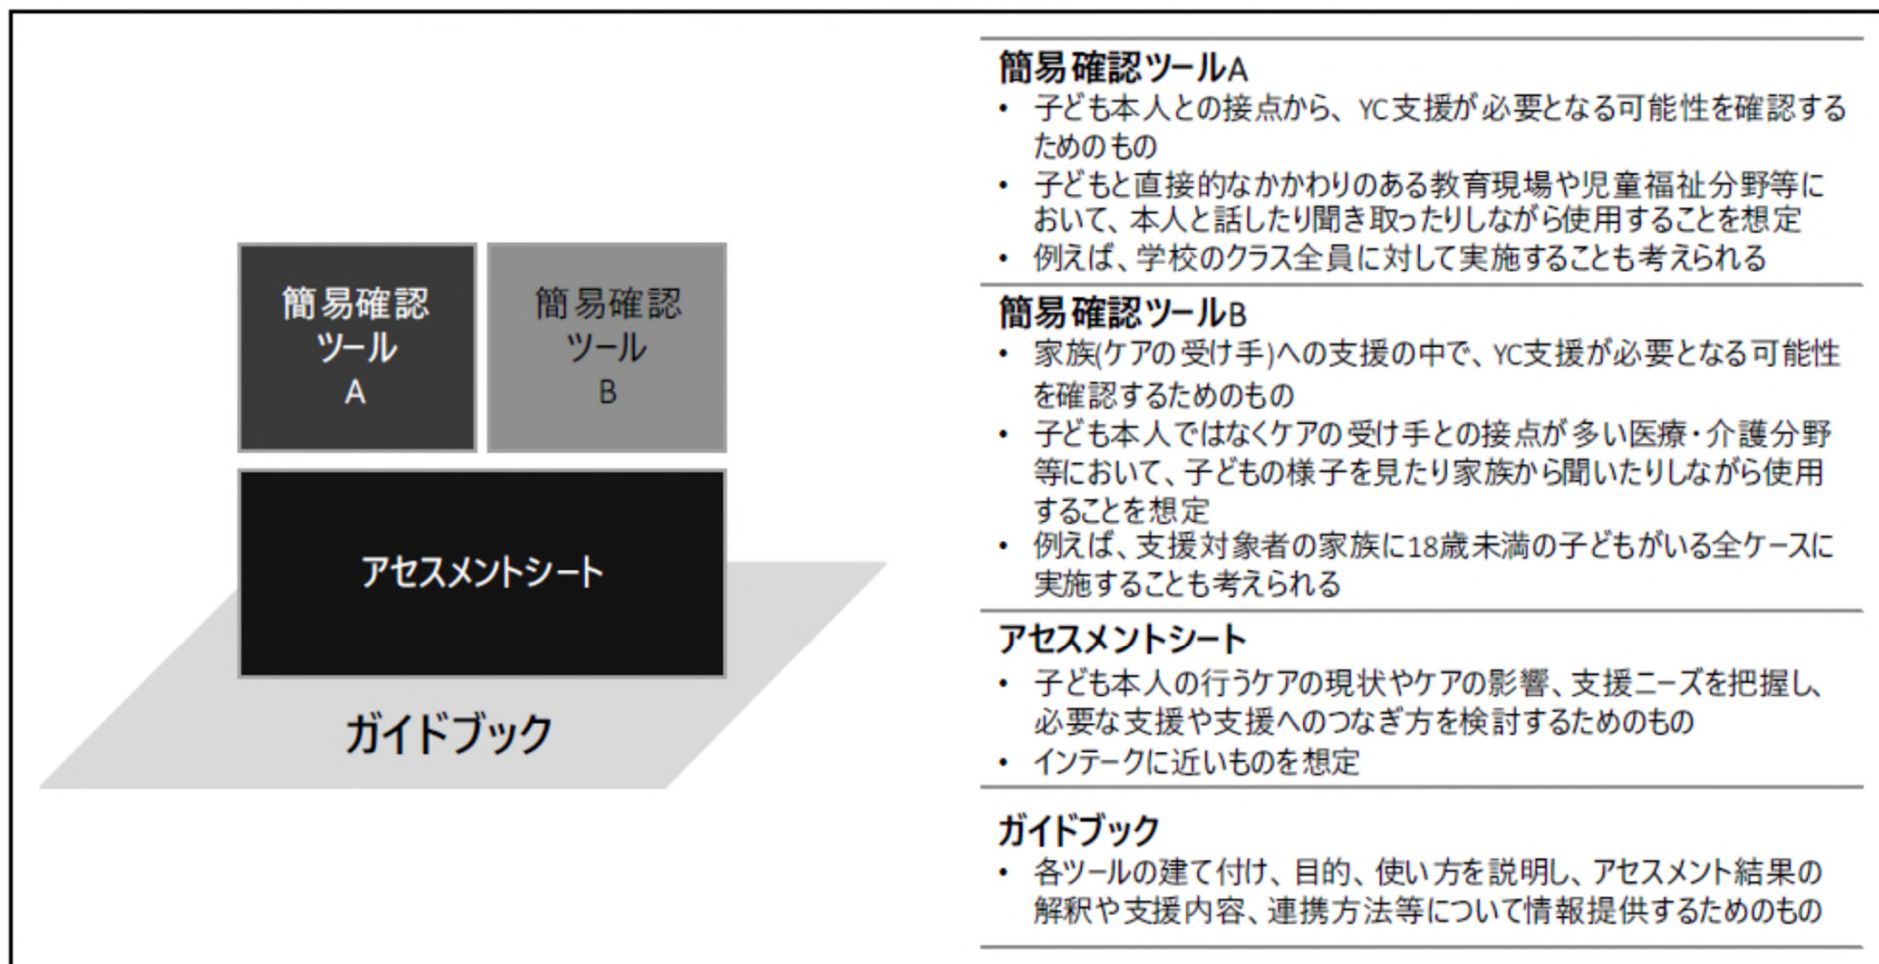 簡易確認
ツール
A
簡易確認
ツール
B
アセスメントシート
ガイドブック
簡易確認ツールA
• 子ども本人との接点から、YC支援が必要となる可能性を確認する
ためのもの
• 子どもと直接的なかかわりのある教育現場や児童福祉分野等に
おいて、本人と話したり聞き取ったりしながら使用することを想定
• 例えば、学校のクラス全員に対して実施することも考えられる
簡易確認ツールB
• 家族(ケアの受け手)への支援の中で、YC支援が必要となる可能性
を確認するためのもの
• 子ども本人ではなくケアの受け手との接点が多い医療・介護分野
等において、子どもの様子を見たり家族から聞いたりしながら使用
することを想定
• 例えば、支援対象者の家族に18歳未満の子どもがいる全ケースに
実施することも考えられる
アセスメントシート
• 子ども本人の行うケアの現状やケアの影響、支援ニーズを把握し、
必要な支援や支援へのつなぎ方を検討するためのもの
• インテークに近いものを想定
ガイドブック
• 各ツールの建て付け、目的、使い方を説明し、アセスメント結果の
解釈や支援内容、連携方法等について情報提供するためのもの